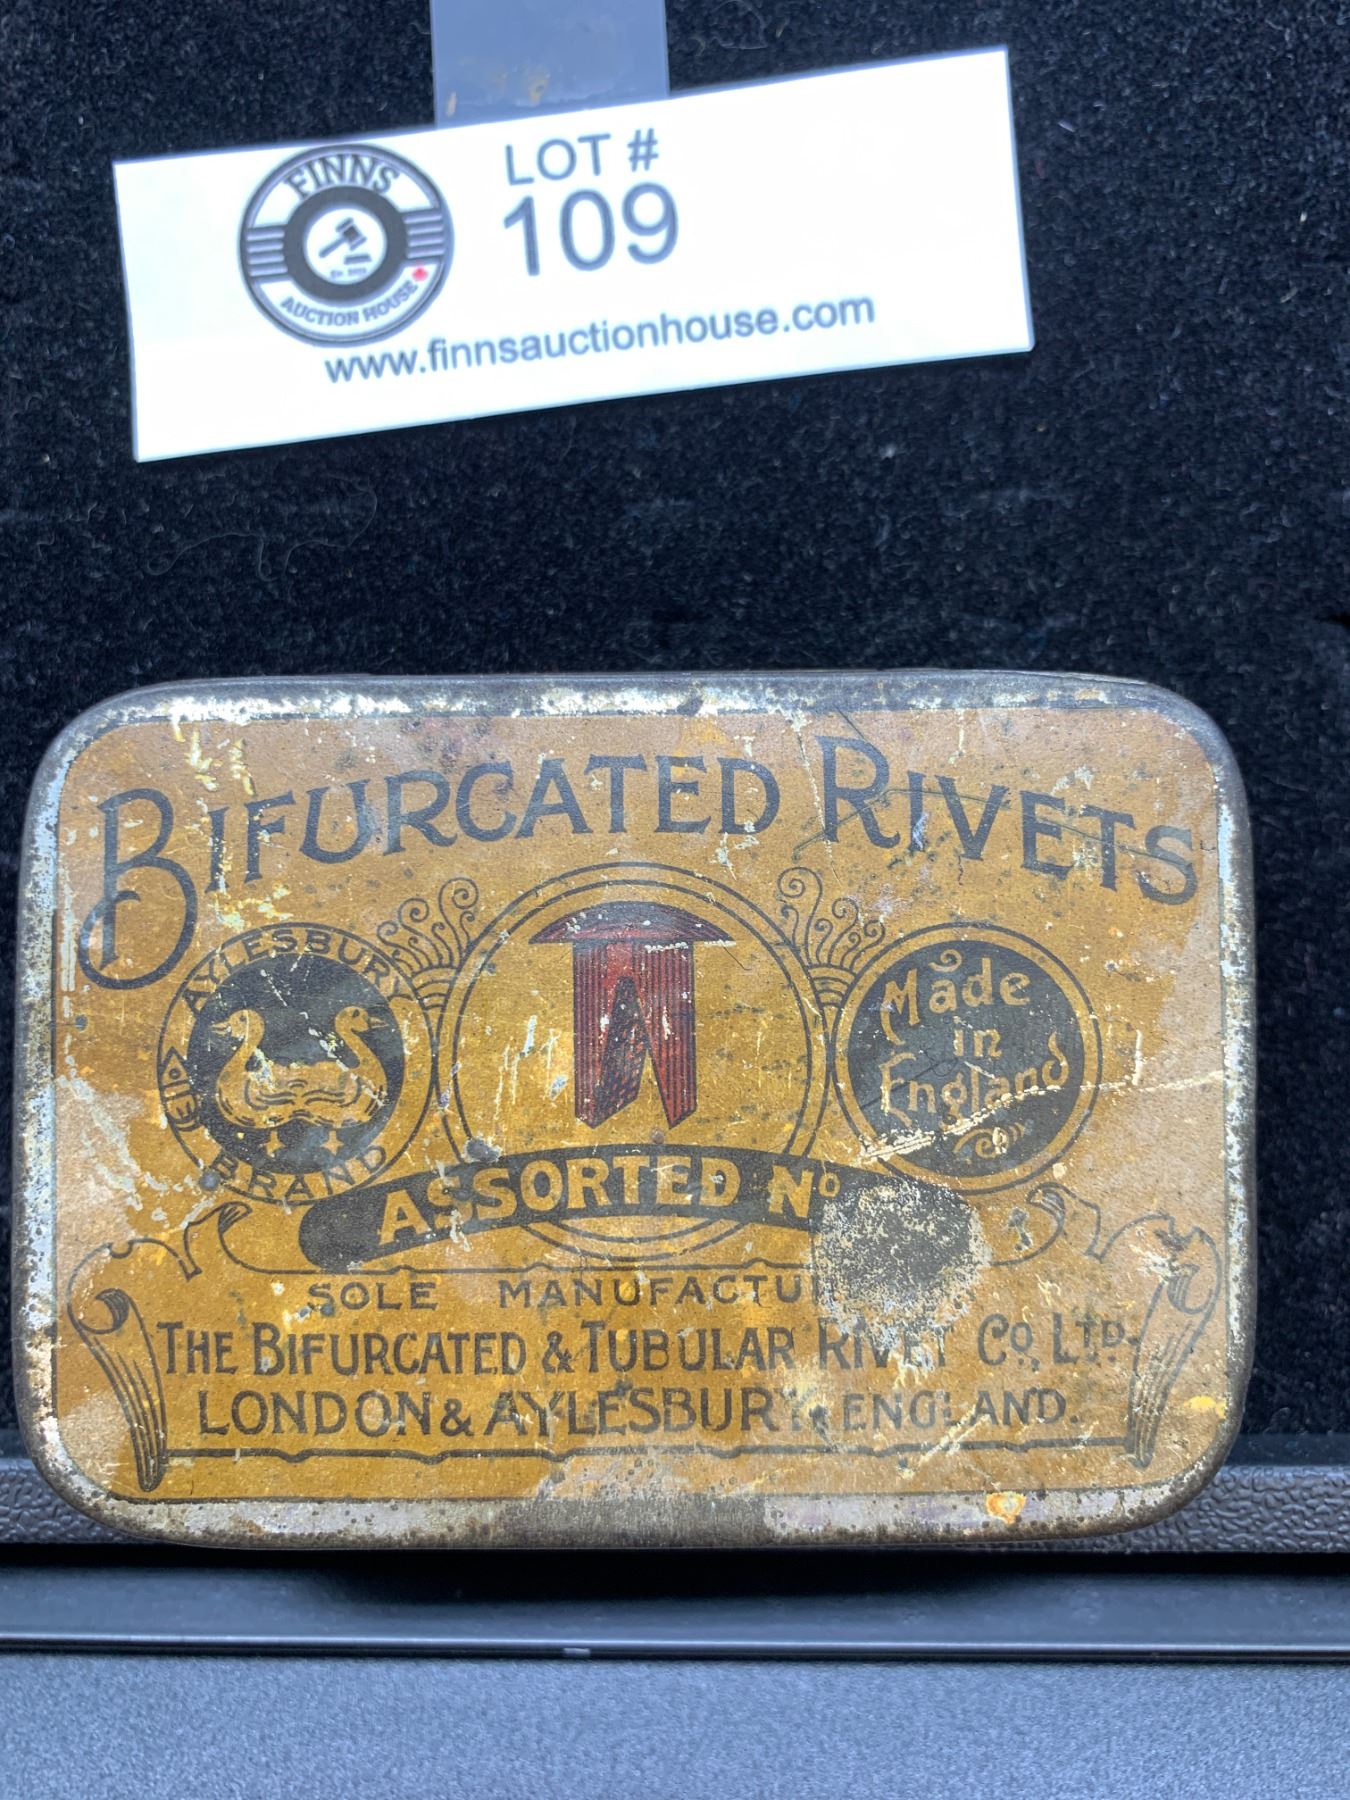 FINNS
AUCTION HOUSE
LOT #
109
www.finnsauctionhouse.com
BIFURCATED RIVETS
AYLESBURY
BRAND
Made
in
England
ASSORTED No
SOLE MANUFACTU
THE BIFURCATED & TUBULAR RIVET Co. LTD.
LONDON & AYLESBURY, ENGLAND.